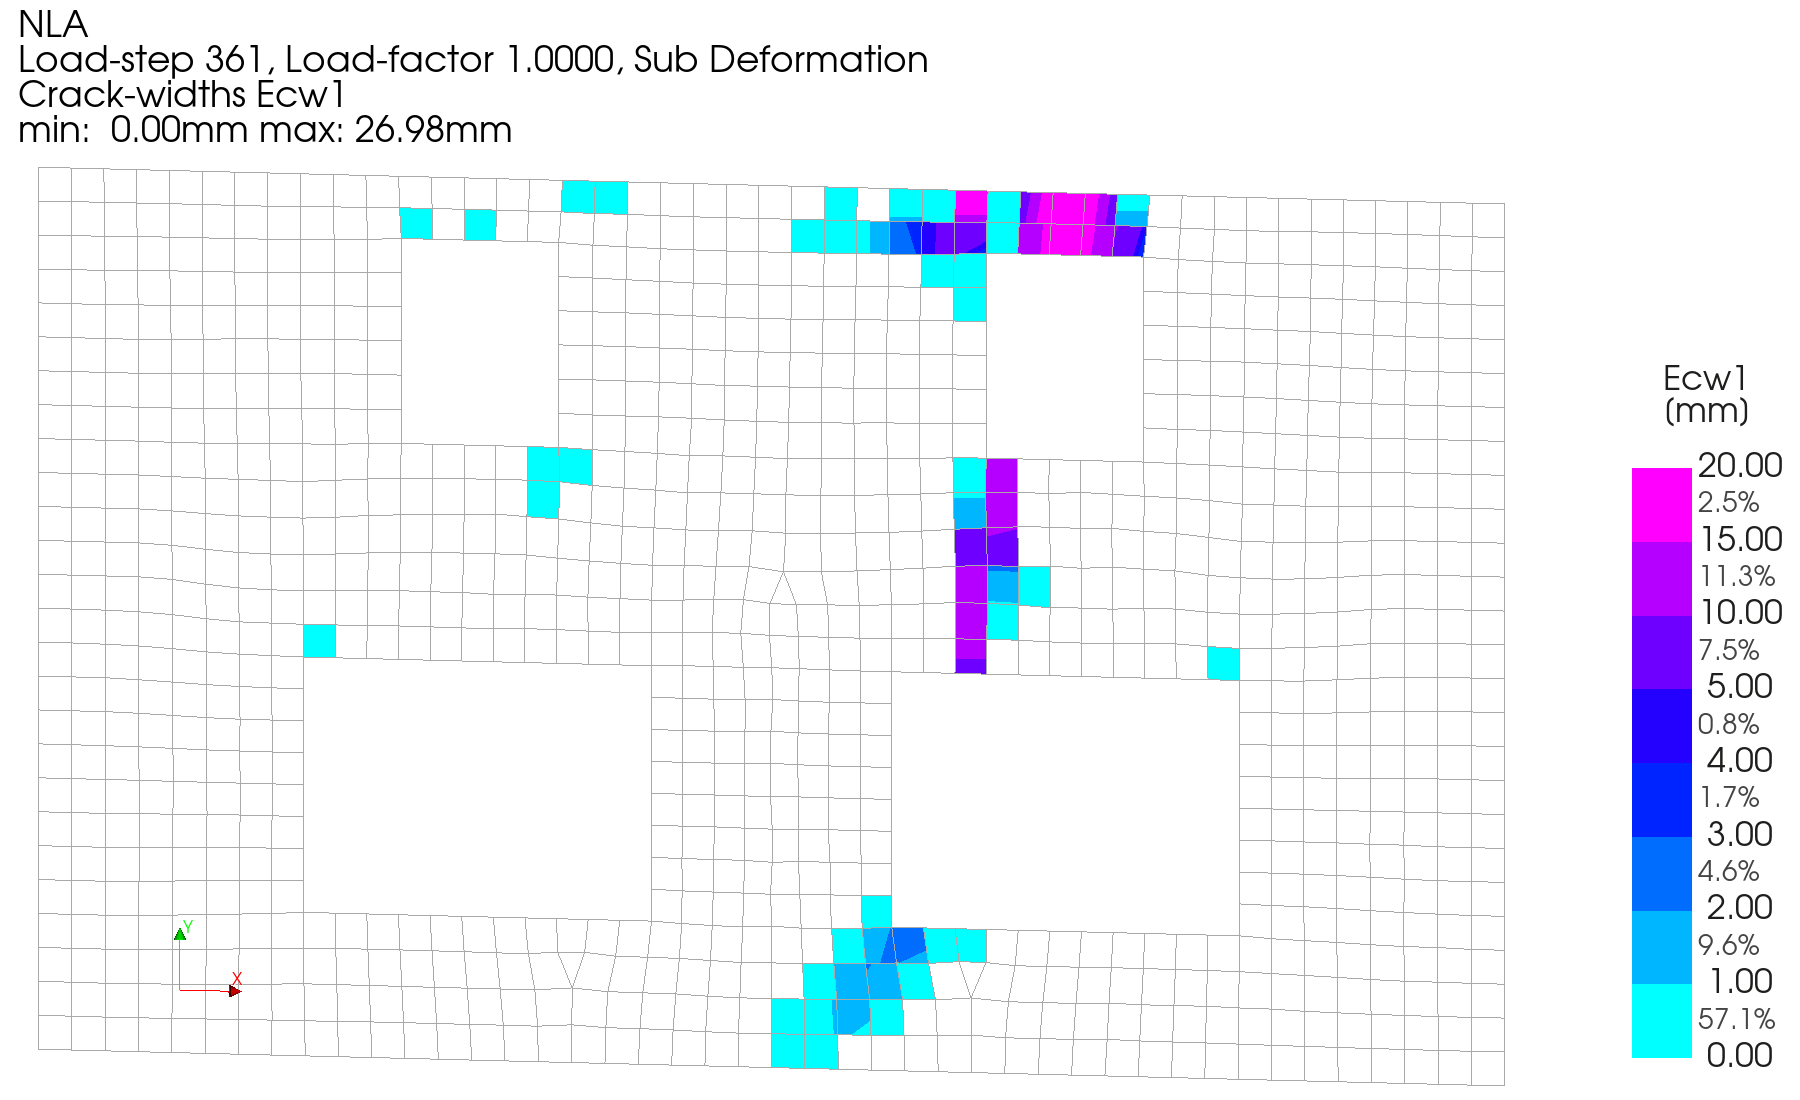 NLA
Load-step 361, Load-factor 1.0000, Sub Deformation
Crack-widths Ecw1
min: 0.00mm max: 26.98mm
Ecw1
(mm)
20.00
2.5%
15.00
11.3%
10.00
7.5%
5.00
0.8%
4.00
1.7%
3.00
4.6%
2.00
9.6%
1.00
57.1%
0.00
Y
X